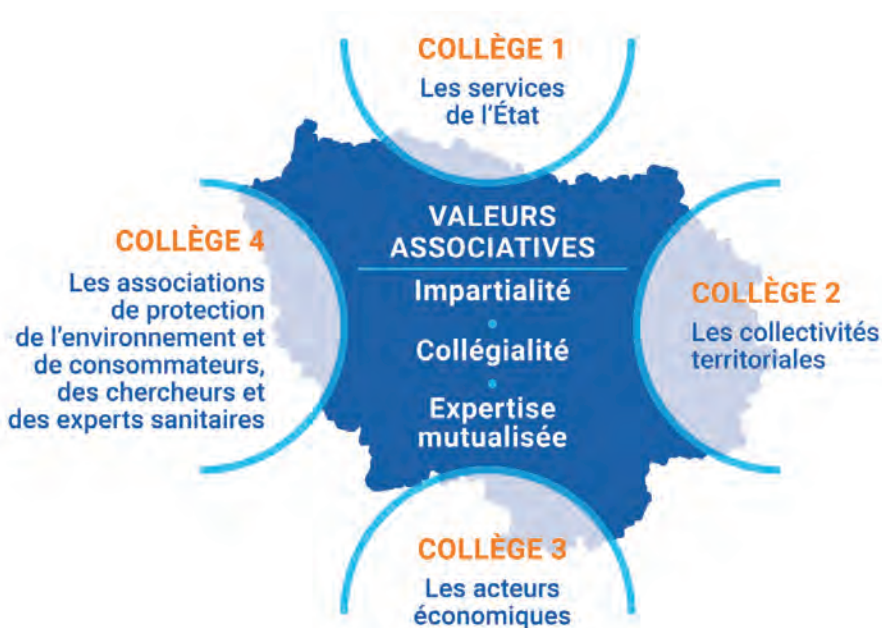 COLLÈGE 1
Les services
de l'État
VALEURS
ASSOCIATIVES
Impartialité
Collégialité
Expertise
mutualisée
COLLÈGE 4
Les associations
de protection
de l'environnement et
de consommateurs,
des chercheurs et
des experts sanitaires
COLLÈGE 2
Les collectivités
territoriales
COLLÈGE 3
Les acteurs
économiques